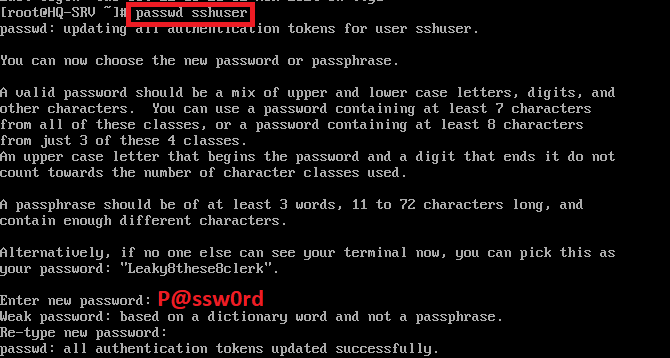 [root@HQ-SRV ~]# passwd sshuser
passwd: updating all authentication tokens for user sshuser.
You can now choose the new password or passphrase.
A valid password should be a mix of upper and lower case letters, digits, and
other characters.  You can use a password containing at least 7 characters
from all of these classes, or a password containing at least 8 characters
from just 3 of these 4 classes.
An upper case letter that begins the password and a digit that ends it do not
count towards the number of character classes used.
A passphrase should be of at least 3 words, 11 to 72 characters long, and
contain enough different characters.
Alternatively, if no one else can see your terminal now, you can pick this as
your password: "Leaky8these8clerk".
Enter new password: P@ssw0rd
Weak password: based on a dictionary word and not a passphrase.
Re-type new password:
passwd: all authentication tokens updated successfully.